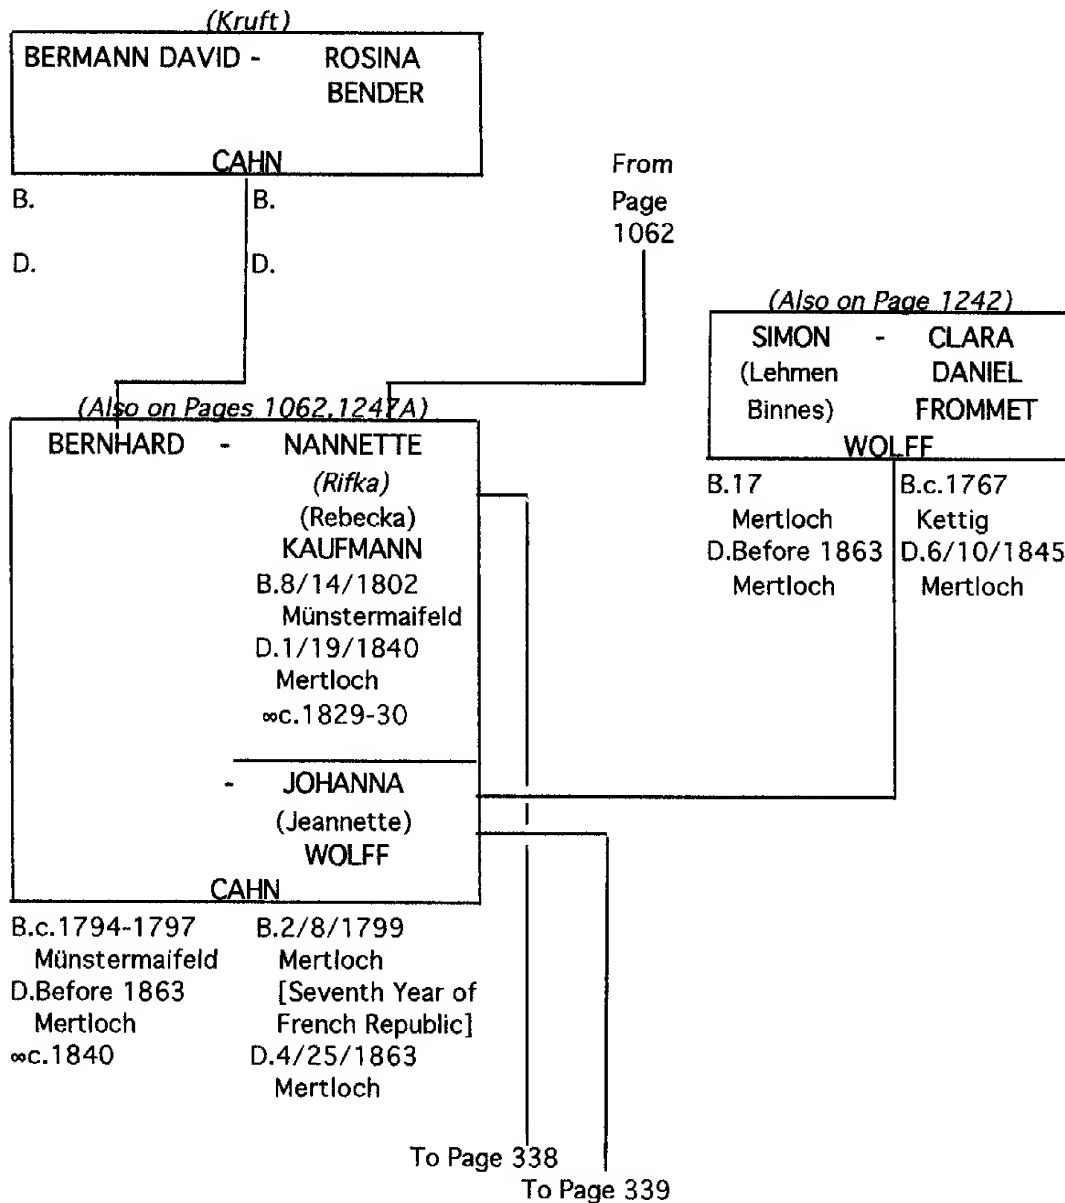 (Kruft)
BERMANN DAVID - ROSINA
BENDER
CAHN
B. B.
D. D.
From
Page
1062
(Also on Page 1242)
SIMON - CLARA
(Lehmen DANIEL
Binnes) FROMMET
WOLFF
B.17 B.c.1767
Mertloch Kettig
D.Before 1863 D.6/10/1845
Mertloch Mertloch
(Also on Pages 1062,1247A)
BERNHARD - NANNETTE
(Rifka)
(Rebecka)
KAUFMANN
B.8/14/1802
Münstermaifeld
D.1/19/1840
Mertloch
∞c.1829-30
- JOHANNA
(Jeannette)
WOLFF
CAHN
B.c.1794-1797 B.2/8/1799
Münstermaifeld Mertloch
D.Before 1863 [Seventh Year of
Mertloch French Republic]
∞c.1840 D.4/25/1863
Mertloch
To Page 338
To Page 339